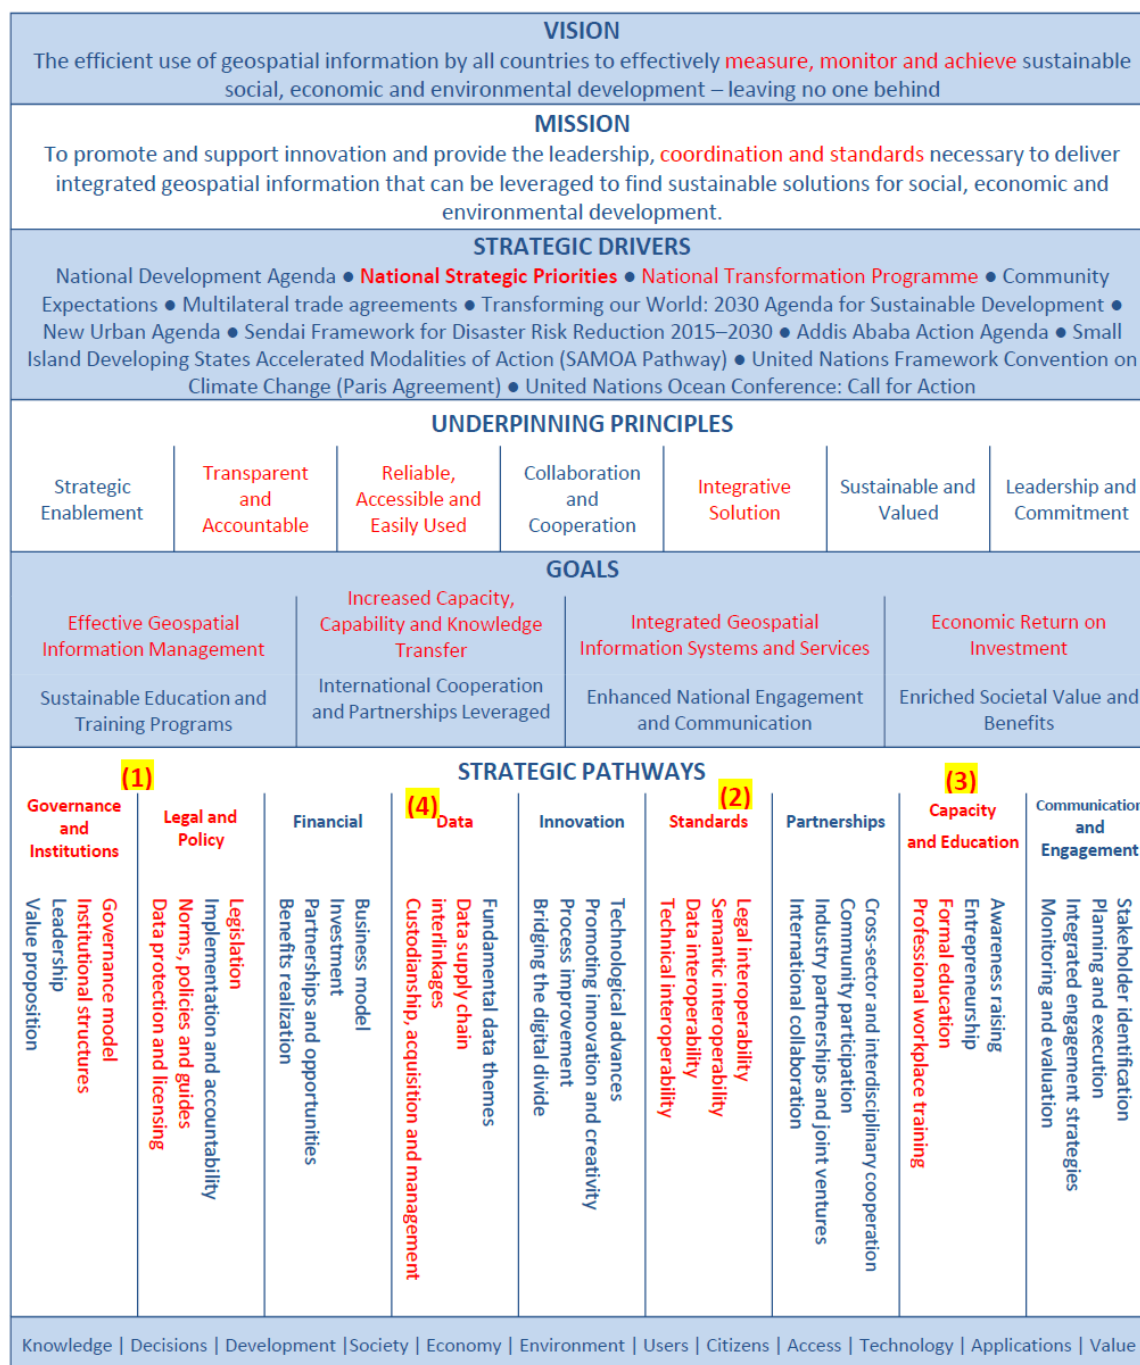 VISION
The efficient use of geospatial information by all countries to effectively measure, monitor and achieve sustainable
social, economic and environmental development – leaving no one behind
MISSION
To promote and support innovation and provide the leadership, coordination and standards necessary to deliver
integrated geospatial information that can be leveraged to find sustainable solutions for social, economic and
environmental development.
STRATEGIC DRIVERS
National Development Agenda ● National Strategic Priorities ● National Transformation Programme ● Community
Expectations ● Multilateral trade agreements ● Transforming our World: 2030 Agenda for Sustainable Development ●
New Urban Agenda ● Sendai Framework for Disaster Risk Reduction 2015–2030 ● Addis Ababa Action Agenda ● Small
Island Developing States Accelerated Modalities of Action (SAMOA Pathway) ● United Nations Framework Convention on
Climate Change (Paris Agreement) ● United Nations Ocean Conference: Call for Action
UNDERPINNING PRINCIPLES
Strategic
Enablement
Transparent
and
Accountable
Reliable,
Accessible and
Easily Used
Collaboration
and
Cooperation
Integrative
Solution
Sustainable and
Valued
Leadership and
Commitment
GOALS
Effective Geospatial
Information Management
Increased Capacity,
Capability and Knowledge
Transfer
Integrated Geospatial
Information Systems and Services
Economic Return on
Investment
Sustainable Education and
Training Programs
International Cooperation
and Partnerships Leveraged
Enhanced National Engagement
and Communication
Enriched Societal Value and
Benefits
STRATEGIC PATHWAYS
(1)
Governance
and
Institutions
Governance model
Institutional structures
Leadership
Value proposition
Legal and
Policy
Legislation
Implementation and accountability
Norms, policies and guides
Data protection and licensing
Financial
Business model
Investment
Partnerships and opportunities
Benefits realization
(4)
Data
Fundamental data themes
Data supply chain
interlinkages
Custodianship, acquisition and management
Innovation
Technological advances
Promoting innovation and creativity
Process improvement
Bridging the digital divide
(2)
Standards
Legal interoperability
Semantic interoperability
Data interoperability
Technical interoperability
Partnerships
Cross-sector and interdisciplinary cooperation
Community participation
Industry partnerships and joint ventures
International collaboration
(3)
Capacity
and Education
Awareness raising
Entrepreneurship
Formal education
Professional workplace training
Communication
and
Engagement
Stakeholder identification
Planning and execution
Integrated engagement strategies
Monitoring and evaluation
Knowledge | Decisions | Development |Society | Economy | Environment | Users | Citizens | Access | Technology | Applications | Value